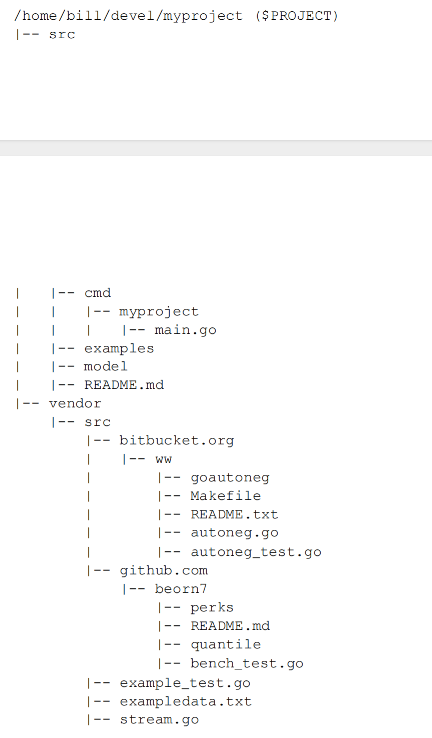 /home/bill/devel/myproject ($PROJECT)
|-- src
|   |-- cmd
|   |   |-- myproject
|   |   |   |-- main.go
|   |-- examples
|   |-- model
|   |-- README.md
|-- vendor
    |-- src
        |-- bitbucket.org
        |   |-- ww
        |       |-- goautoneg
        |       |-- Makefile
        |       |-- README.txt
        |       |-- autoneg.go
        |       |-- autoneg_test.go
        |-- github.com
            |-- beorn7
                |-- perks
                |-- README.md
                |-- quantile
                |-- bench_test.go
        |-- example_test.go
        |-- exampledata.txt
        |-- stream.go